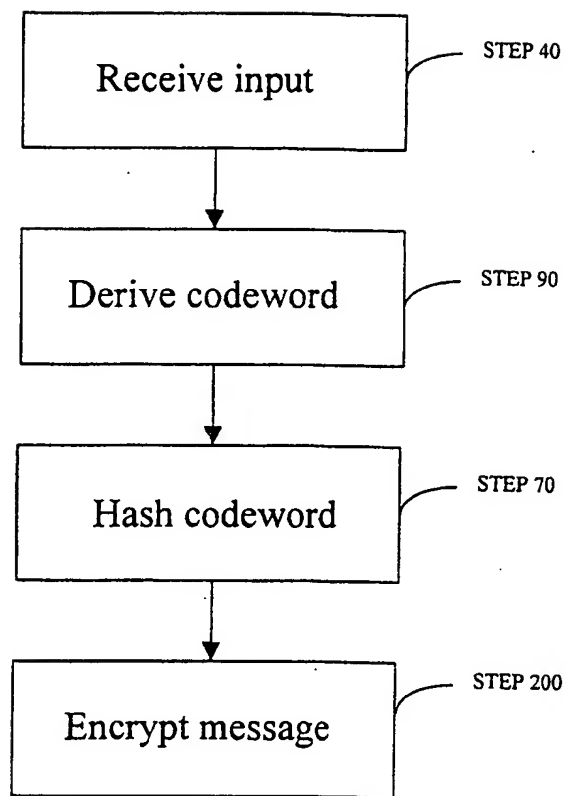 Receive input
STEP 40
Derive codeword
STEP 90
Hash codeword
STEP 70
Encrypt message
STEP 200